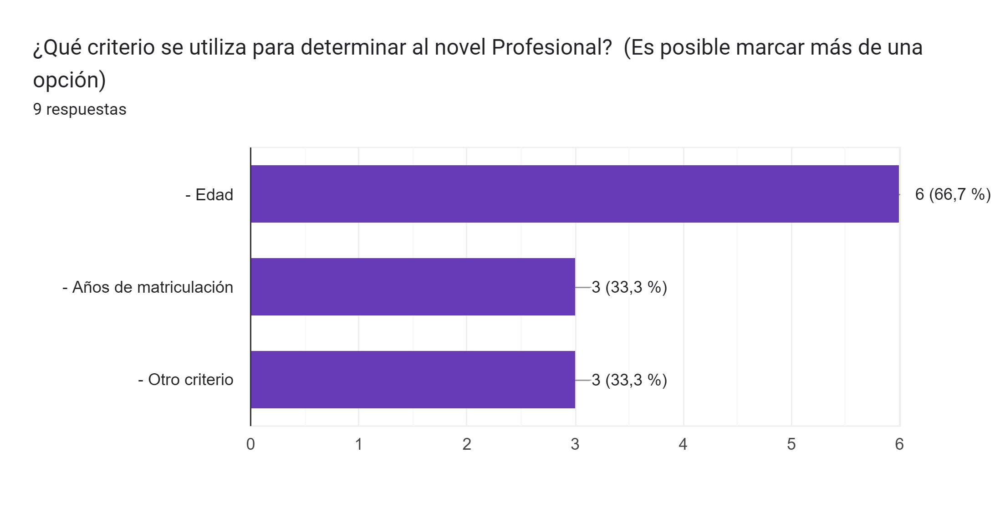 ¿Qué criterio se utiliza para determinar al novel Profesional?  (Es posible marcar más de una
opción)
9 respuestas
- Edad
6 (66,7 %)
- Años de matriculación
3 (33,3 %)
- Otro criterio
3 (33,3 %)
0 1 2 3 4 5 6